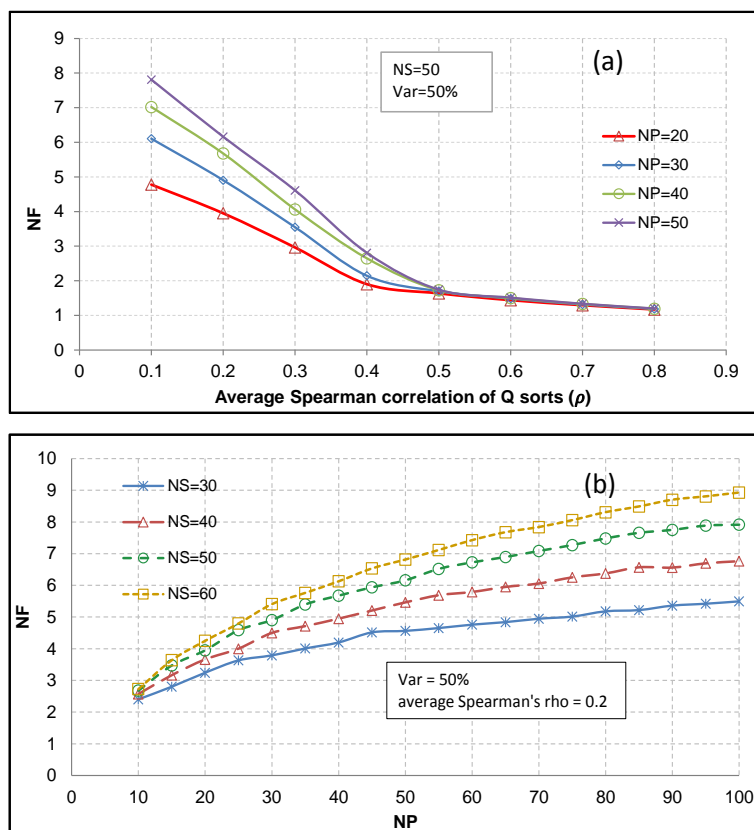 (a)
NS=50
Var=50%
NP=20
NP=30
NP=40
NP=50
NF
9
8
7
6
5
4
3
2
1
0
0 0.1 0.2 0.3 0.4 0.5 0.6 0.7 0.8 0.9
Average Spearman correlation of Q sorts (ρ)
(b)
NS=30
NS=40
NS=50
NS=60
Var = 50%
average Spearman's rho = 0.2
NF
10
9
8
7
6
5
4
3
2
1
0
0 10 20 30 40 50 60 70 80 90 100
NP